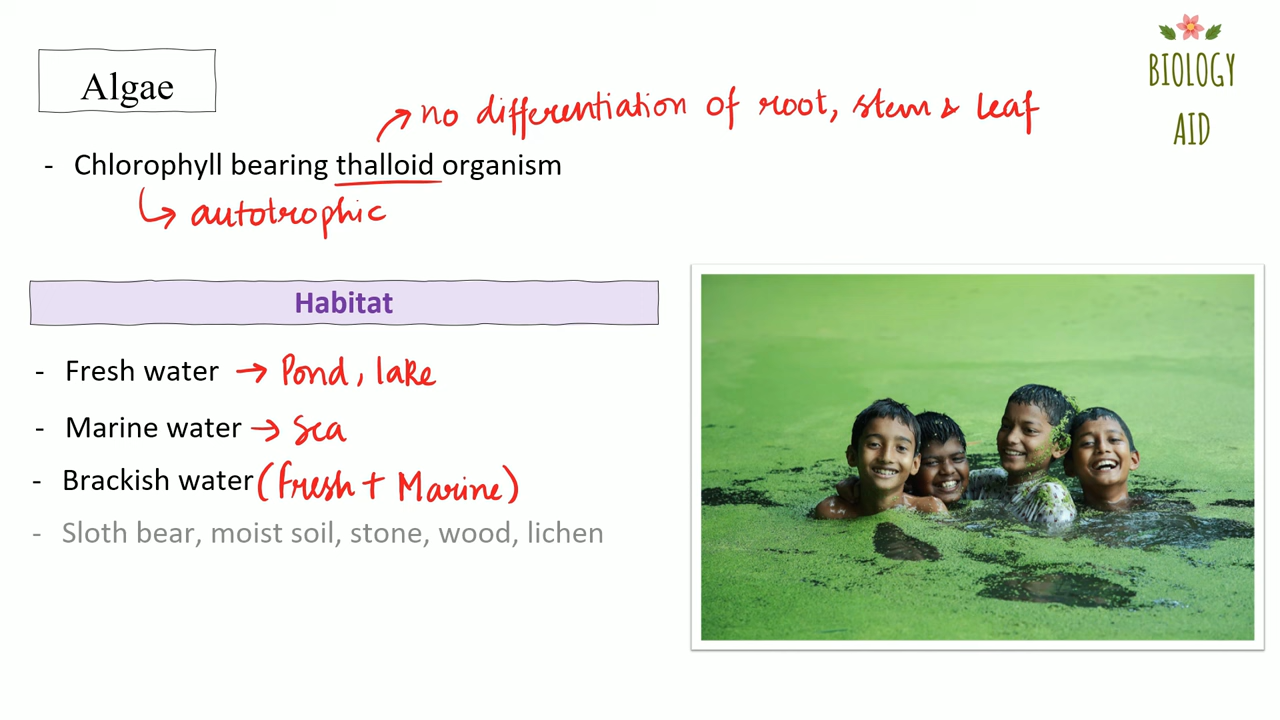 Algae
BIOLOGY
AID
no differentiation of root, stem & leaf
- Chlorophyll bearing thalloid organism
autotrophic
Habitat
- Fresh water → Pond, lake
- Marine water → Sea
- Brackish water (fresh + Marine)
- Sloth bear, moist soil, stone, wood, lichen